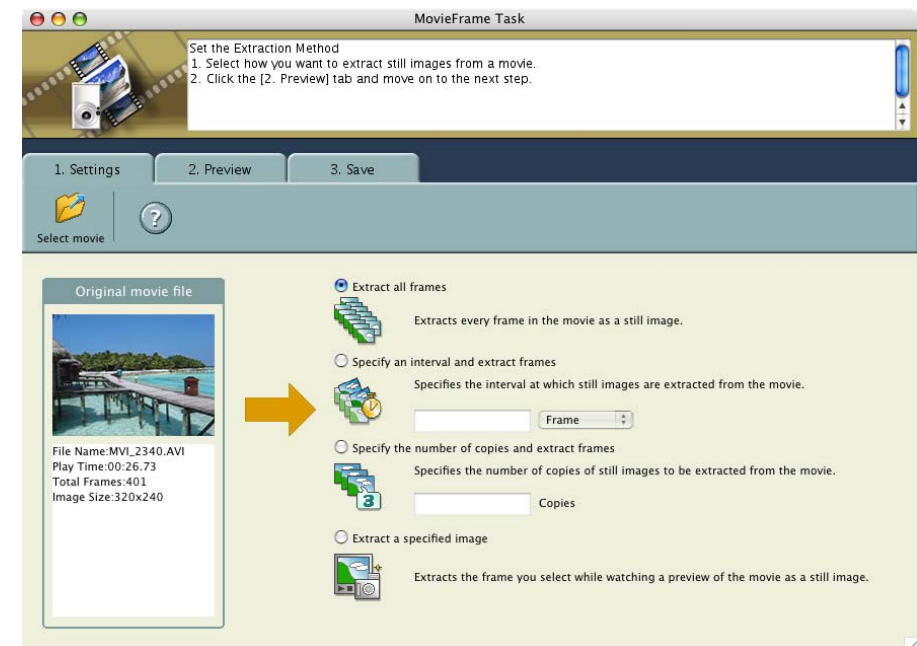 MovieFrame Task
Set the Extraction Method
1. Select how you want to extract still images from a movie.
2. Click the [2. Preview] tab and move on to the next step.
1. Settings
2. Preview
3. Save
Select movie
?
Original movie file
File Name:MVI_2340.AVI
Play Time:00:26.73
Total Frames:401
Image Size:320x240
Extract all frames
Extracts every frame in the movie as a still image.
Specify an interval and extract frames
Specifies the interval at which still images are extracted from the movie.
Frame
Specify the number of copies and extract frames
Specifies the number of copies of still images to be extracted from the movie.
3
Copies
Extract a specified image
Extracts the frame you select while watching a preview of the movie as a still image.